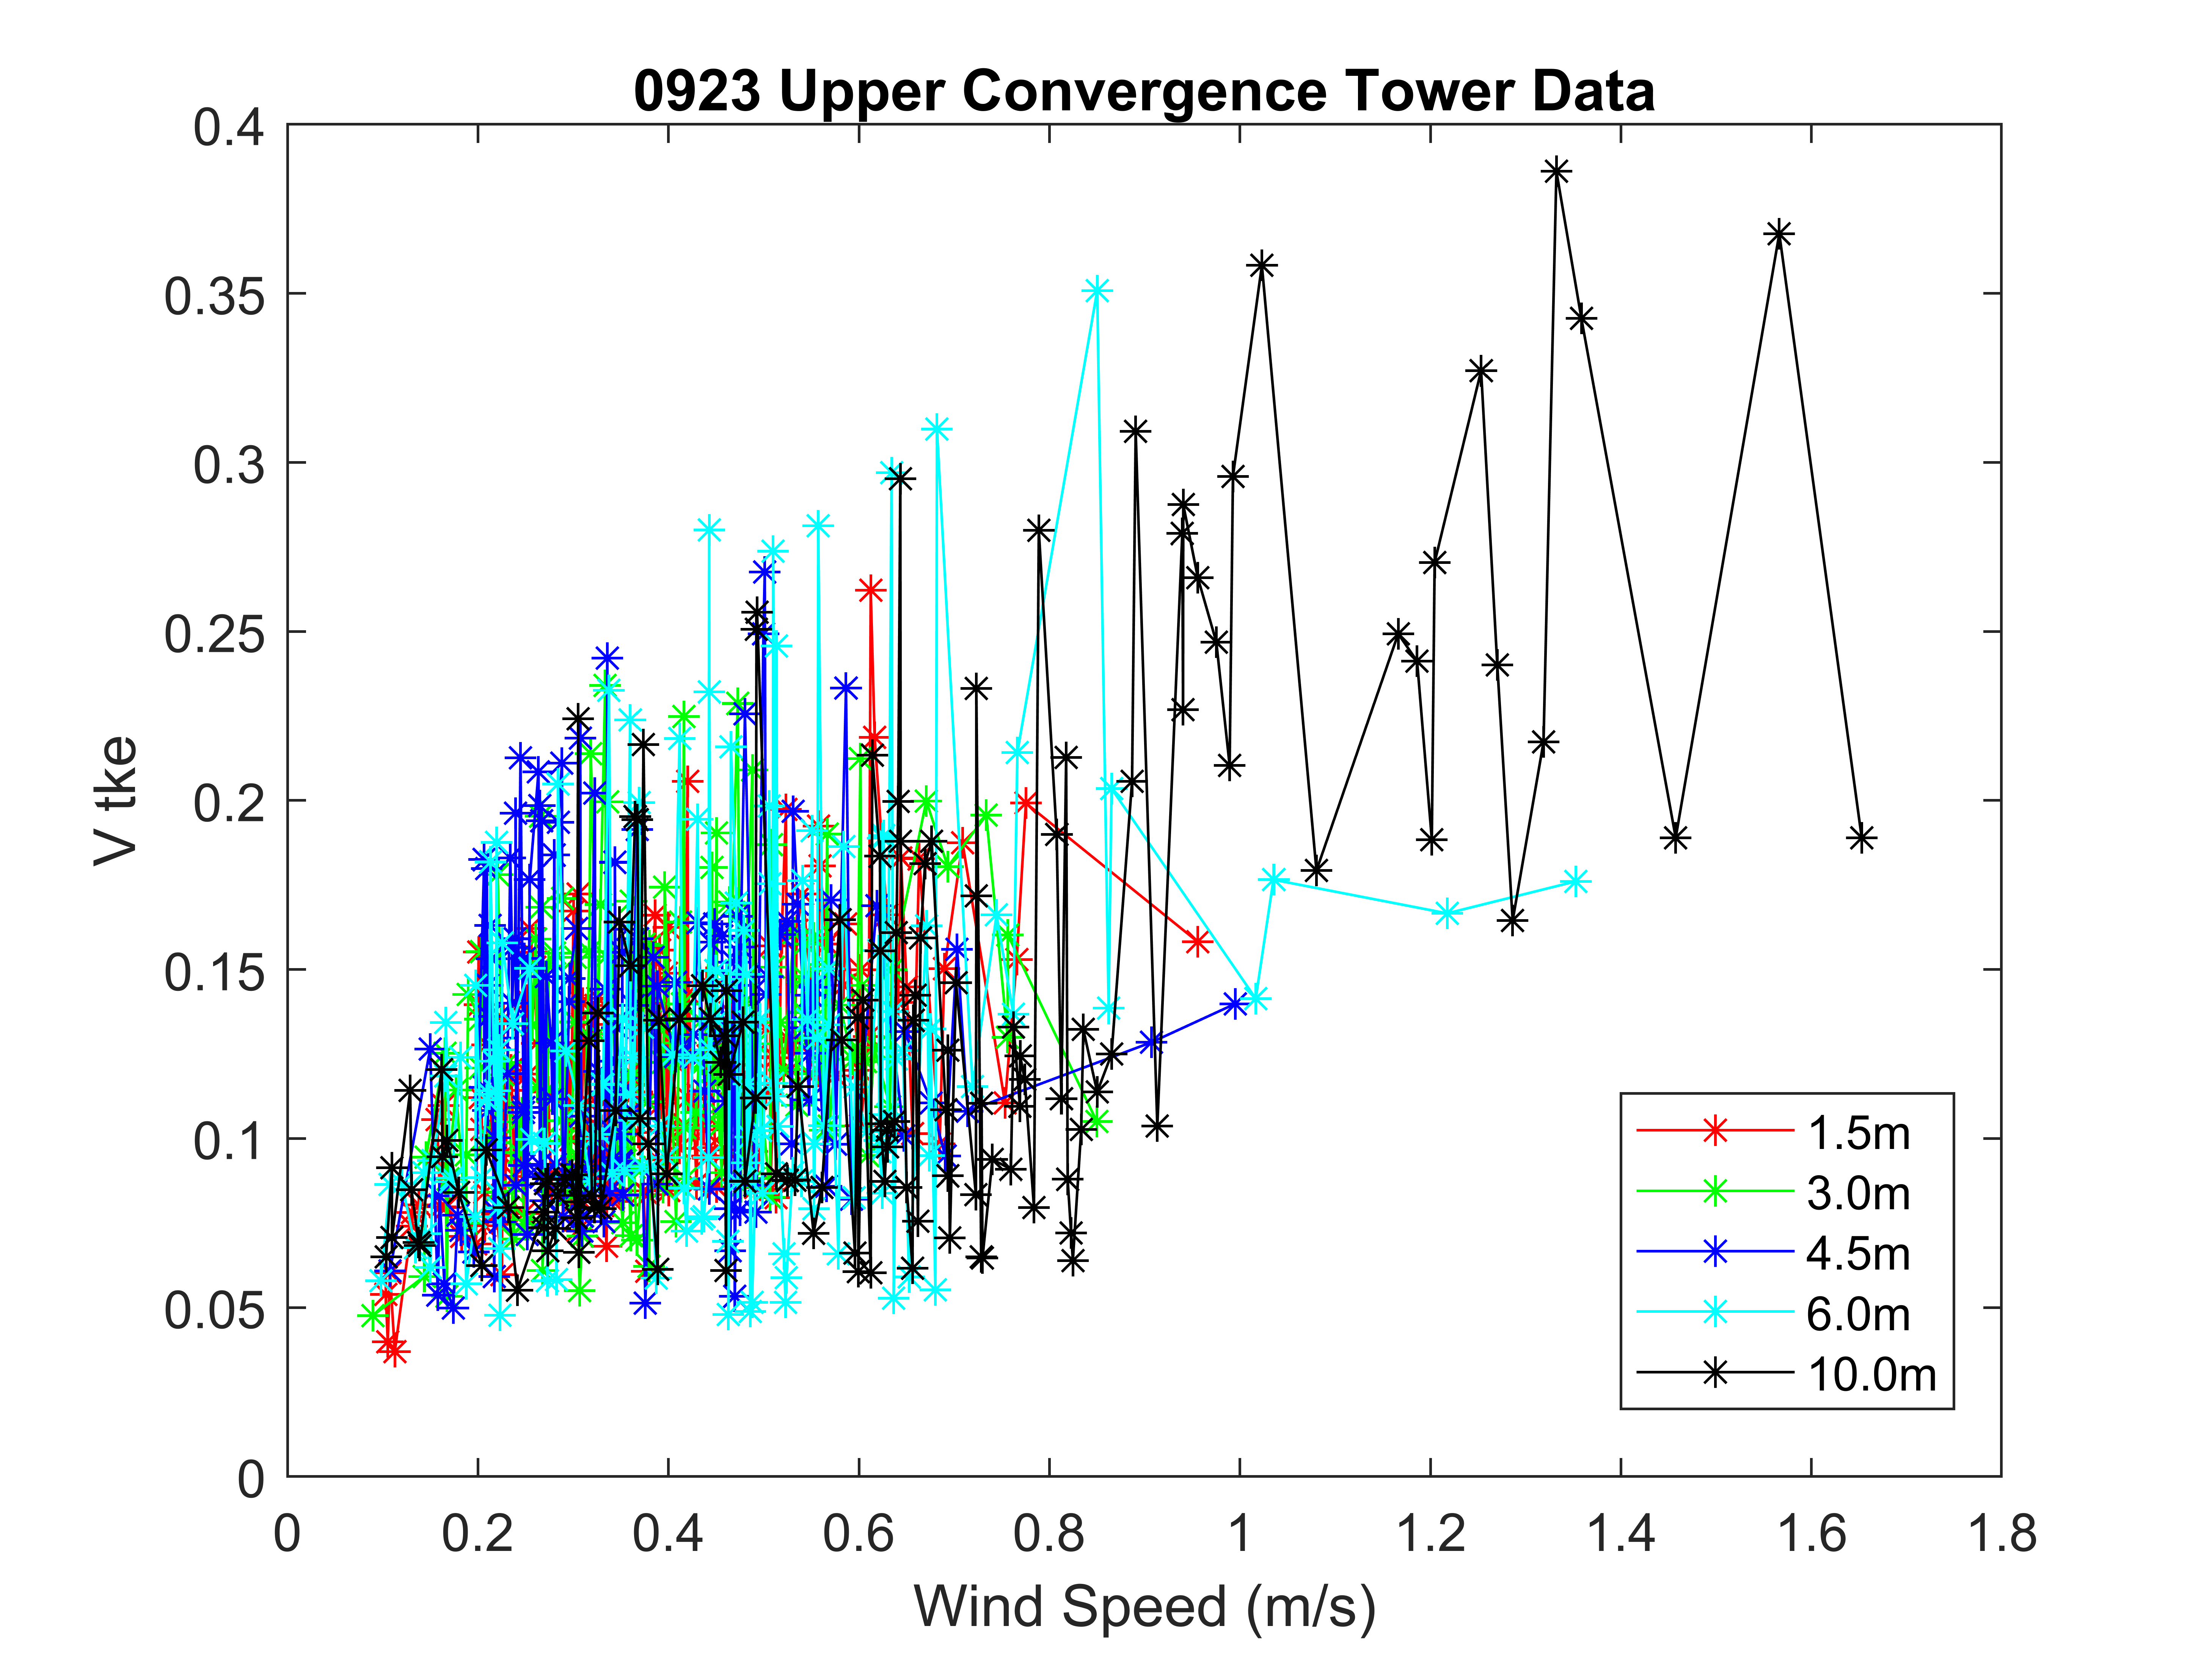 0923 Upper Convergence Tower Data
0.4
0.35
0.3
0.25
0.2
0.15
0.1
0.05
0
V tke
0 0.2 0.4 0.6 0.8 1 1.2 1.4 1.6 1.8
Wind Speed (m/s)
1.5m
3.0m
4.5m
6.0m
10.0m